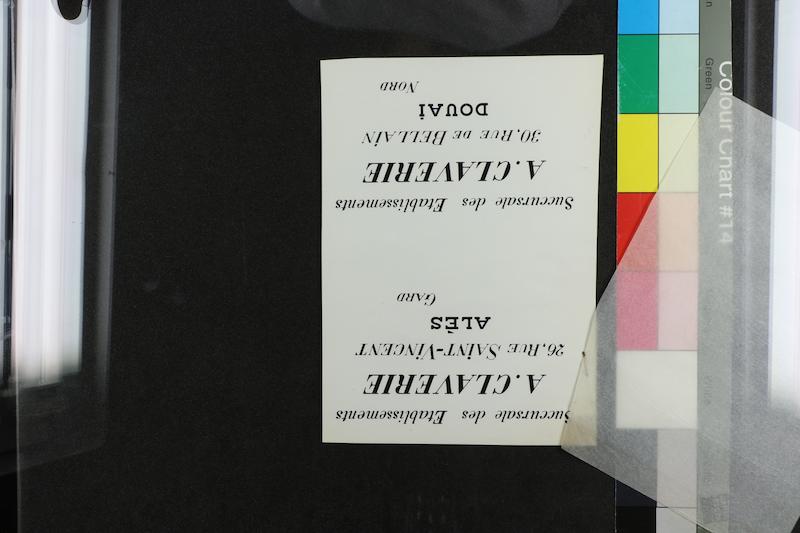 Succursale des Etablissements
A. CLAVERIE
26, RUE SAINT-VINCENT
ALÈS
GARD
Succursale des Etablissements
A. CLAVERIE
30, RUE DE BELLAIN
DOUAI
NORD
Colour Chart #14
Green